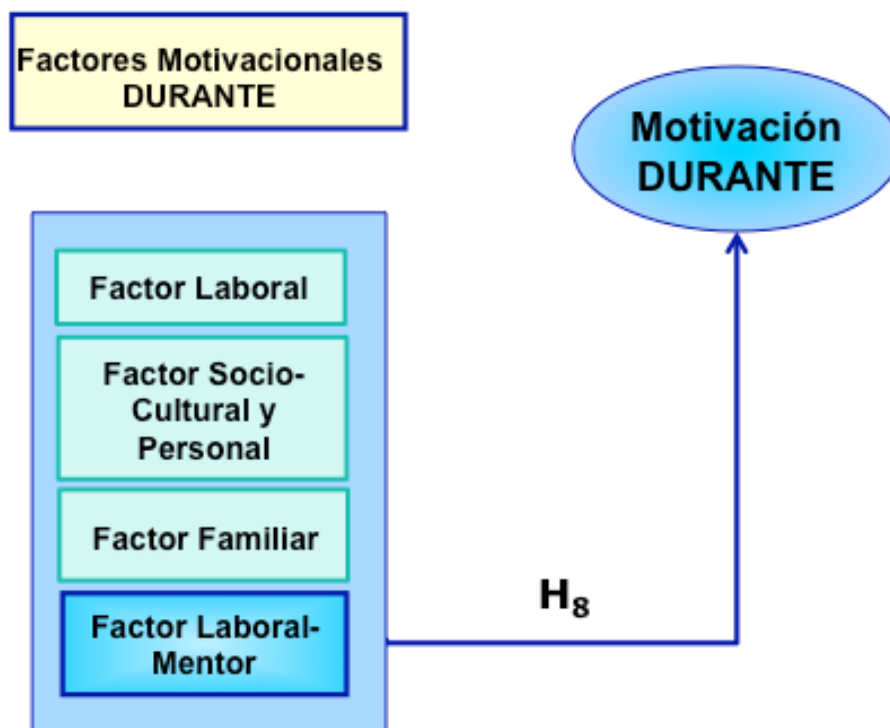 Factores Motivacionales
DURANTE
Motivación
DURANTE
Factor Laboral
Factor Socio-
Cultural y
Personal
Factor Familiar
Factor Laboral-
Mentor
H₈